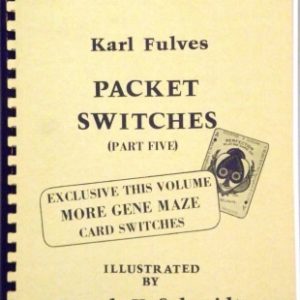 Karl Fulves
PACKET
SWITCHES
(PART FIVE)
EXCLUSIVE THIS VOLUME
MORE GENE MAZE
CARD SWITCHES
ILLUSTRATED
BY